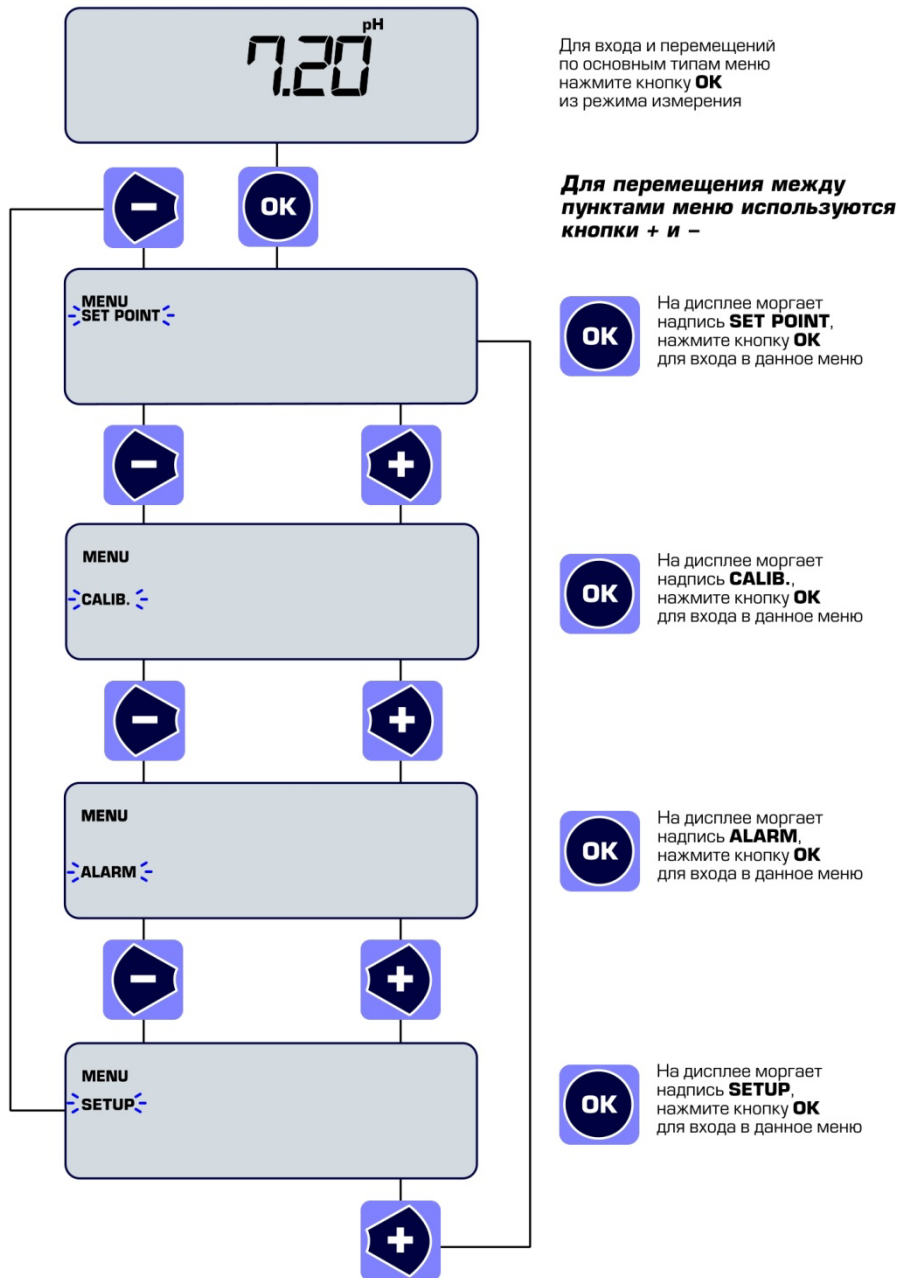 pH
7.20
Для входа и перемещений
по основным типам меню
нажмите кнопку OK
из режима измерения
− OK
Для перемещения между
пунктами меню используются
кнопки + и −
MENU
SET POINT
OK
На дисплее моргает
надпись SET POINT,
нажмите кнопку OK
для входа в данное меню
− +
MENU
CALIB.
OK
На дисплее моргает
надпись CALIB.,
нажмите кнопку OK
для входа в данное меню
− +
MENU
ALARM
OK
На дисплее моргает
надпись ALARM,
нажмите кнопку OK
для входа в данное меню
− +
MENU
SETUP
OK
На дисплее моргает
надпись SETUP,
нажмите кнопку OK
для входа в данное меню
+